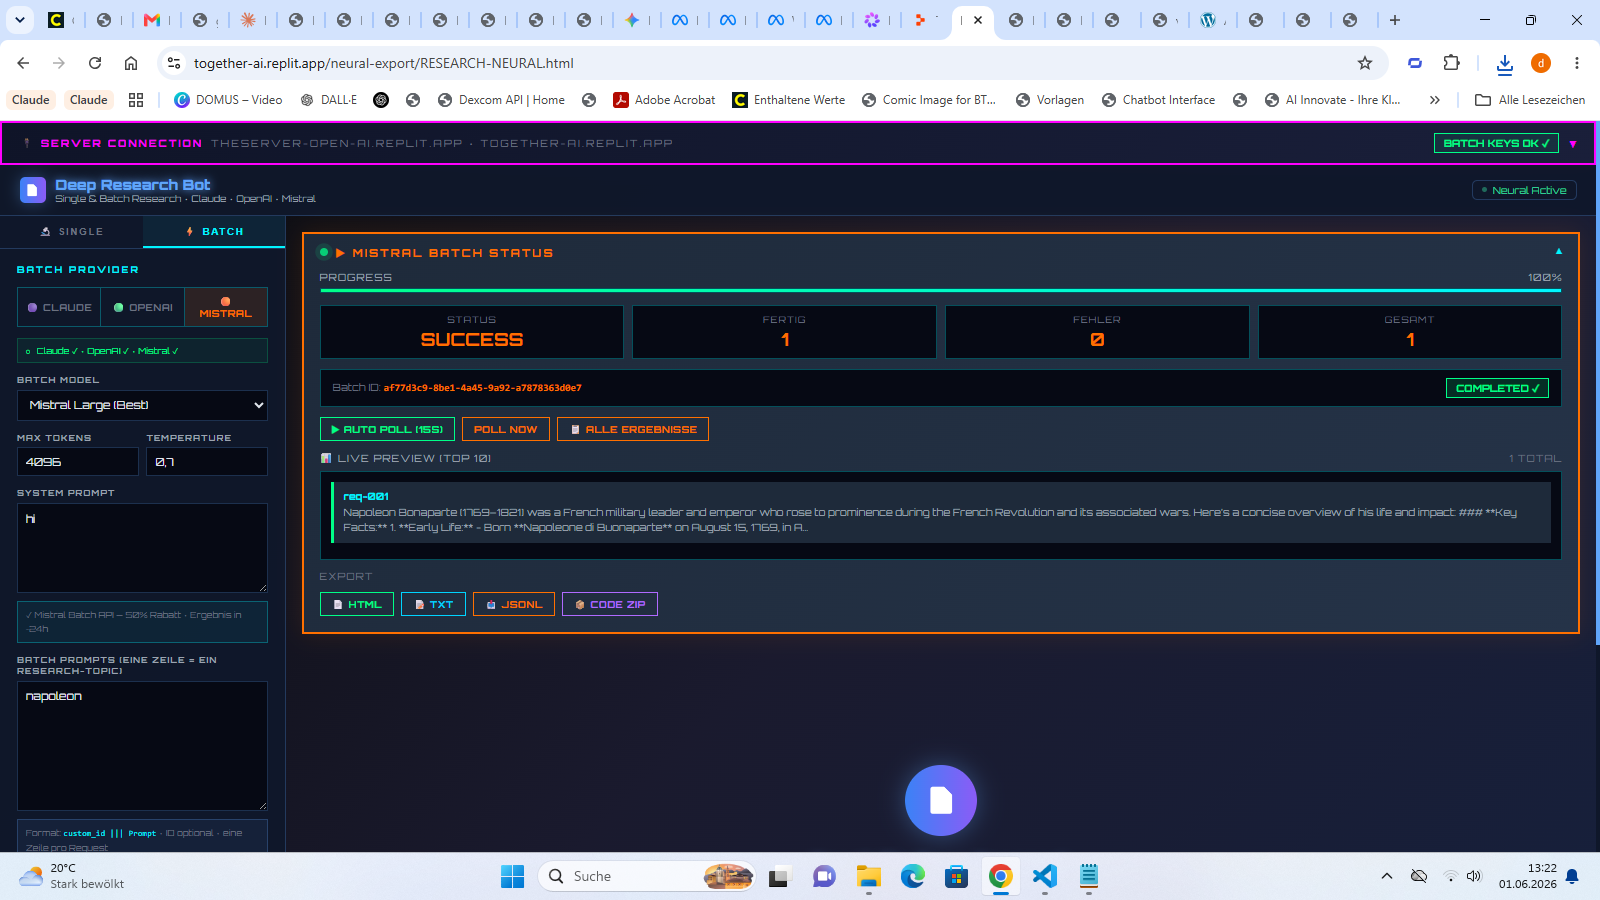 together-ai.replit.app/neural-export/RESEARCH-NEURAL.html
d
Claude
Claude
DOMUS – Video
DALL·E
Dexcom API | Home
Adobe Acrobat
Enthaltene Werte
Comic Image for BT...
Vorlagen
Chatbot Interface
AI Innovate - Ihre KI...
Alle Lesezeichen
SERVER CONNECTION THESERVER-OPEN-AI.REPLIT.APP · TOGETHER-AI.REPLIT.APP
BATCH KEYS OK ✓
Deep Research Bot
Single & Batch Research · Claude · OpenAI · Mistral
Neural Active
SINGLE
BATCH
BATCH PROVIDER
CLAUDE
OPENAI
MISTRAL
Claude ✓ · OpenAI ✓ · Mistral ✓
BATCH MODEL
Mistral Large (Best)
MAX TOKENS
TEMPERATURE
4096
0,7
SYSTEM PROMPT
hi
✓ Mistral Batch API – 50% Rabatt · Ergebnis in
~24h
BATCH PROMPTS (EINE ZEILE = EIN
RESEARCH-TOPIC)
napoleon
Format: custom_id ||| Prompt · ID optional · eine
Zeile pro Request
MISTRAL BATCH STATUS
PROGRESS
100%
STATUS
SUCCESS
FERTIG
1
FEHLER
0
GESAMT
1
Batch ID: af77d3c9-8be1-4a45-9a92-a7878363d0e7
COMPLETED ✓
AUTO POLL (15S)
POLL NOW
ALLE ERGEBNISSE
LIVE PREVIEW (TOP 10)
1 TOTAL
req-001
Napoleon Bonaparte (1769–1821) was a French military leader and emperor who rose to prominence during the French Revolution and its associated wars. Here's a concise overview of his life and impact: ### **Key
Facts:** 1. **Early Life:** - Born **Napoleone di Buonaparte** on August 15, 1769, in A...
EXPORT
HTML
TXT
JSONL
CODE ZIP
20°C
Stark bewölkt
Suche
13:22
01.06.2026